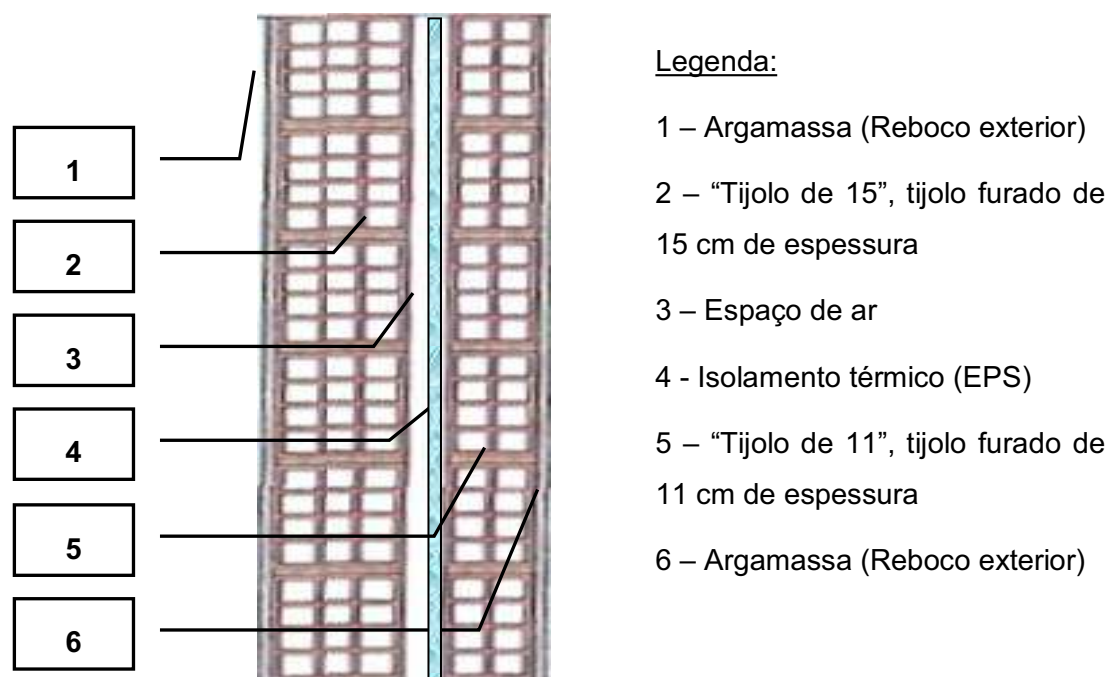 1
2
3
4
5
6
Legenda:
1 – Argamassa (Reboco exterior)
2 – “Tijolo de 15”, tijolo furado de
15 cm de espessura
3 – Espaço de ar
4 - Isolamento térmico (EPS)
5 – “Tijolo de 11”, tijolo furado de
11 cm de espessura
6 – Argamassa (Reboco exterior)